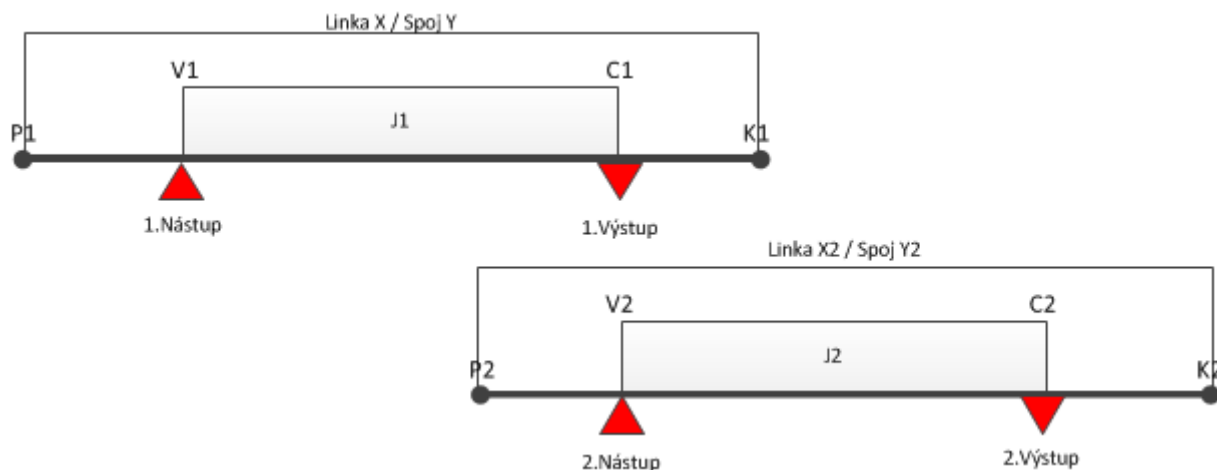 Linka X / Spoj Y
V1
C1
J1
P1
K1
1.Nástup
1.Výstup
Linka X2 / Spoj Y2
V2
C2
J2
P2
K2
2.Nástup
2.Výstup